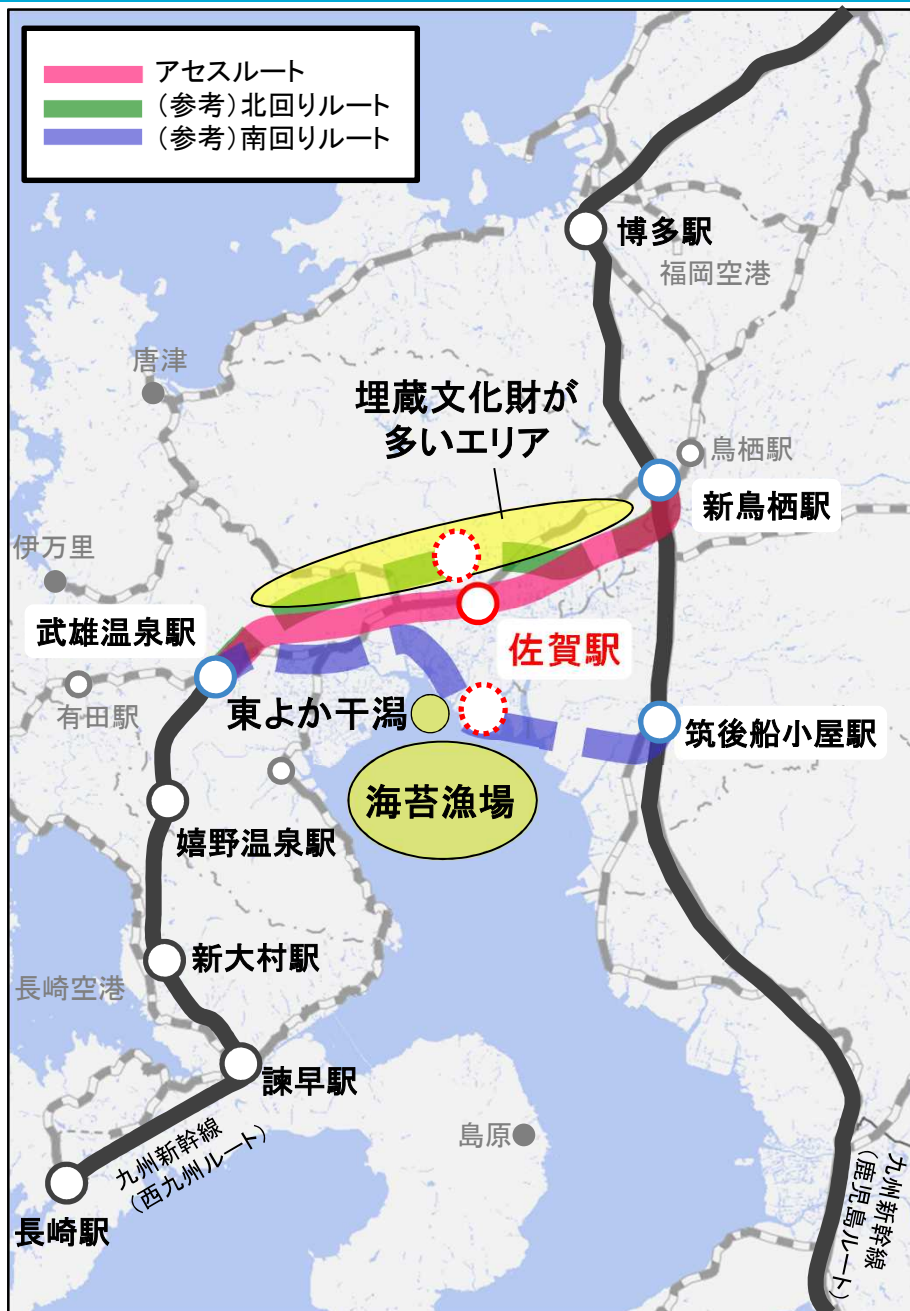 アセスルート
(参考)北回りルート
(参考)南回りルート
博多駅
福岡空港
唐津
埋蔵文化財が
多いエリア
鳥栖駅
新鳥栖駅
伊万里
武雄温泉駅
佐賀駅
有田駅
東よか干潟
筑後船小屋駅
海苔漁場
嬉野温泉駅
新大村駅
長崎空港
諫早駅
島原
九州新幹線
(西九州ルート)
九州新幹線
(鹿児島ルート)
長崎駅